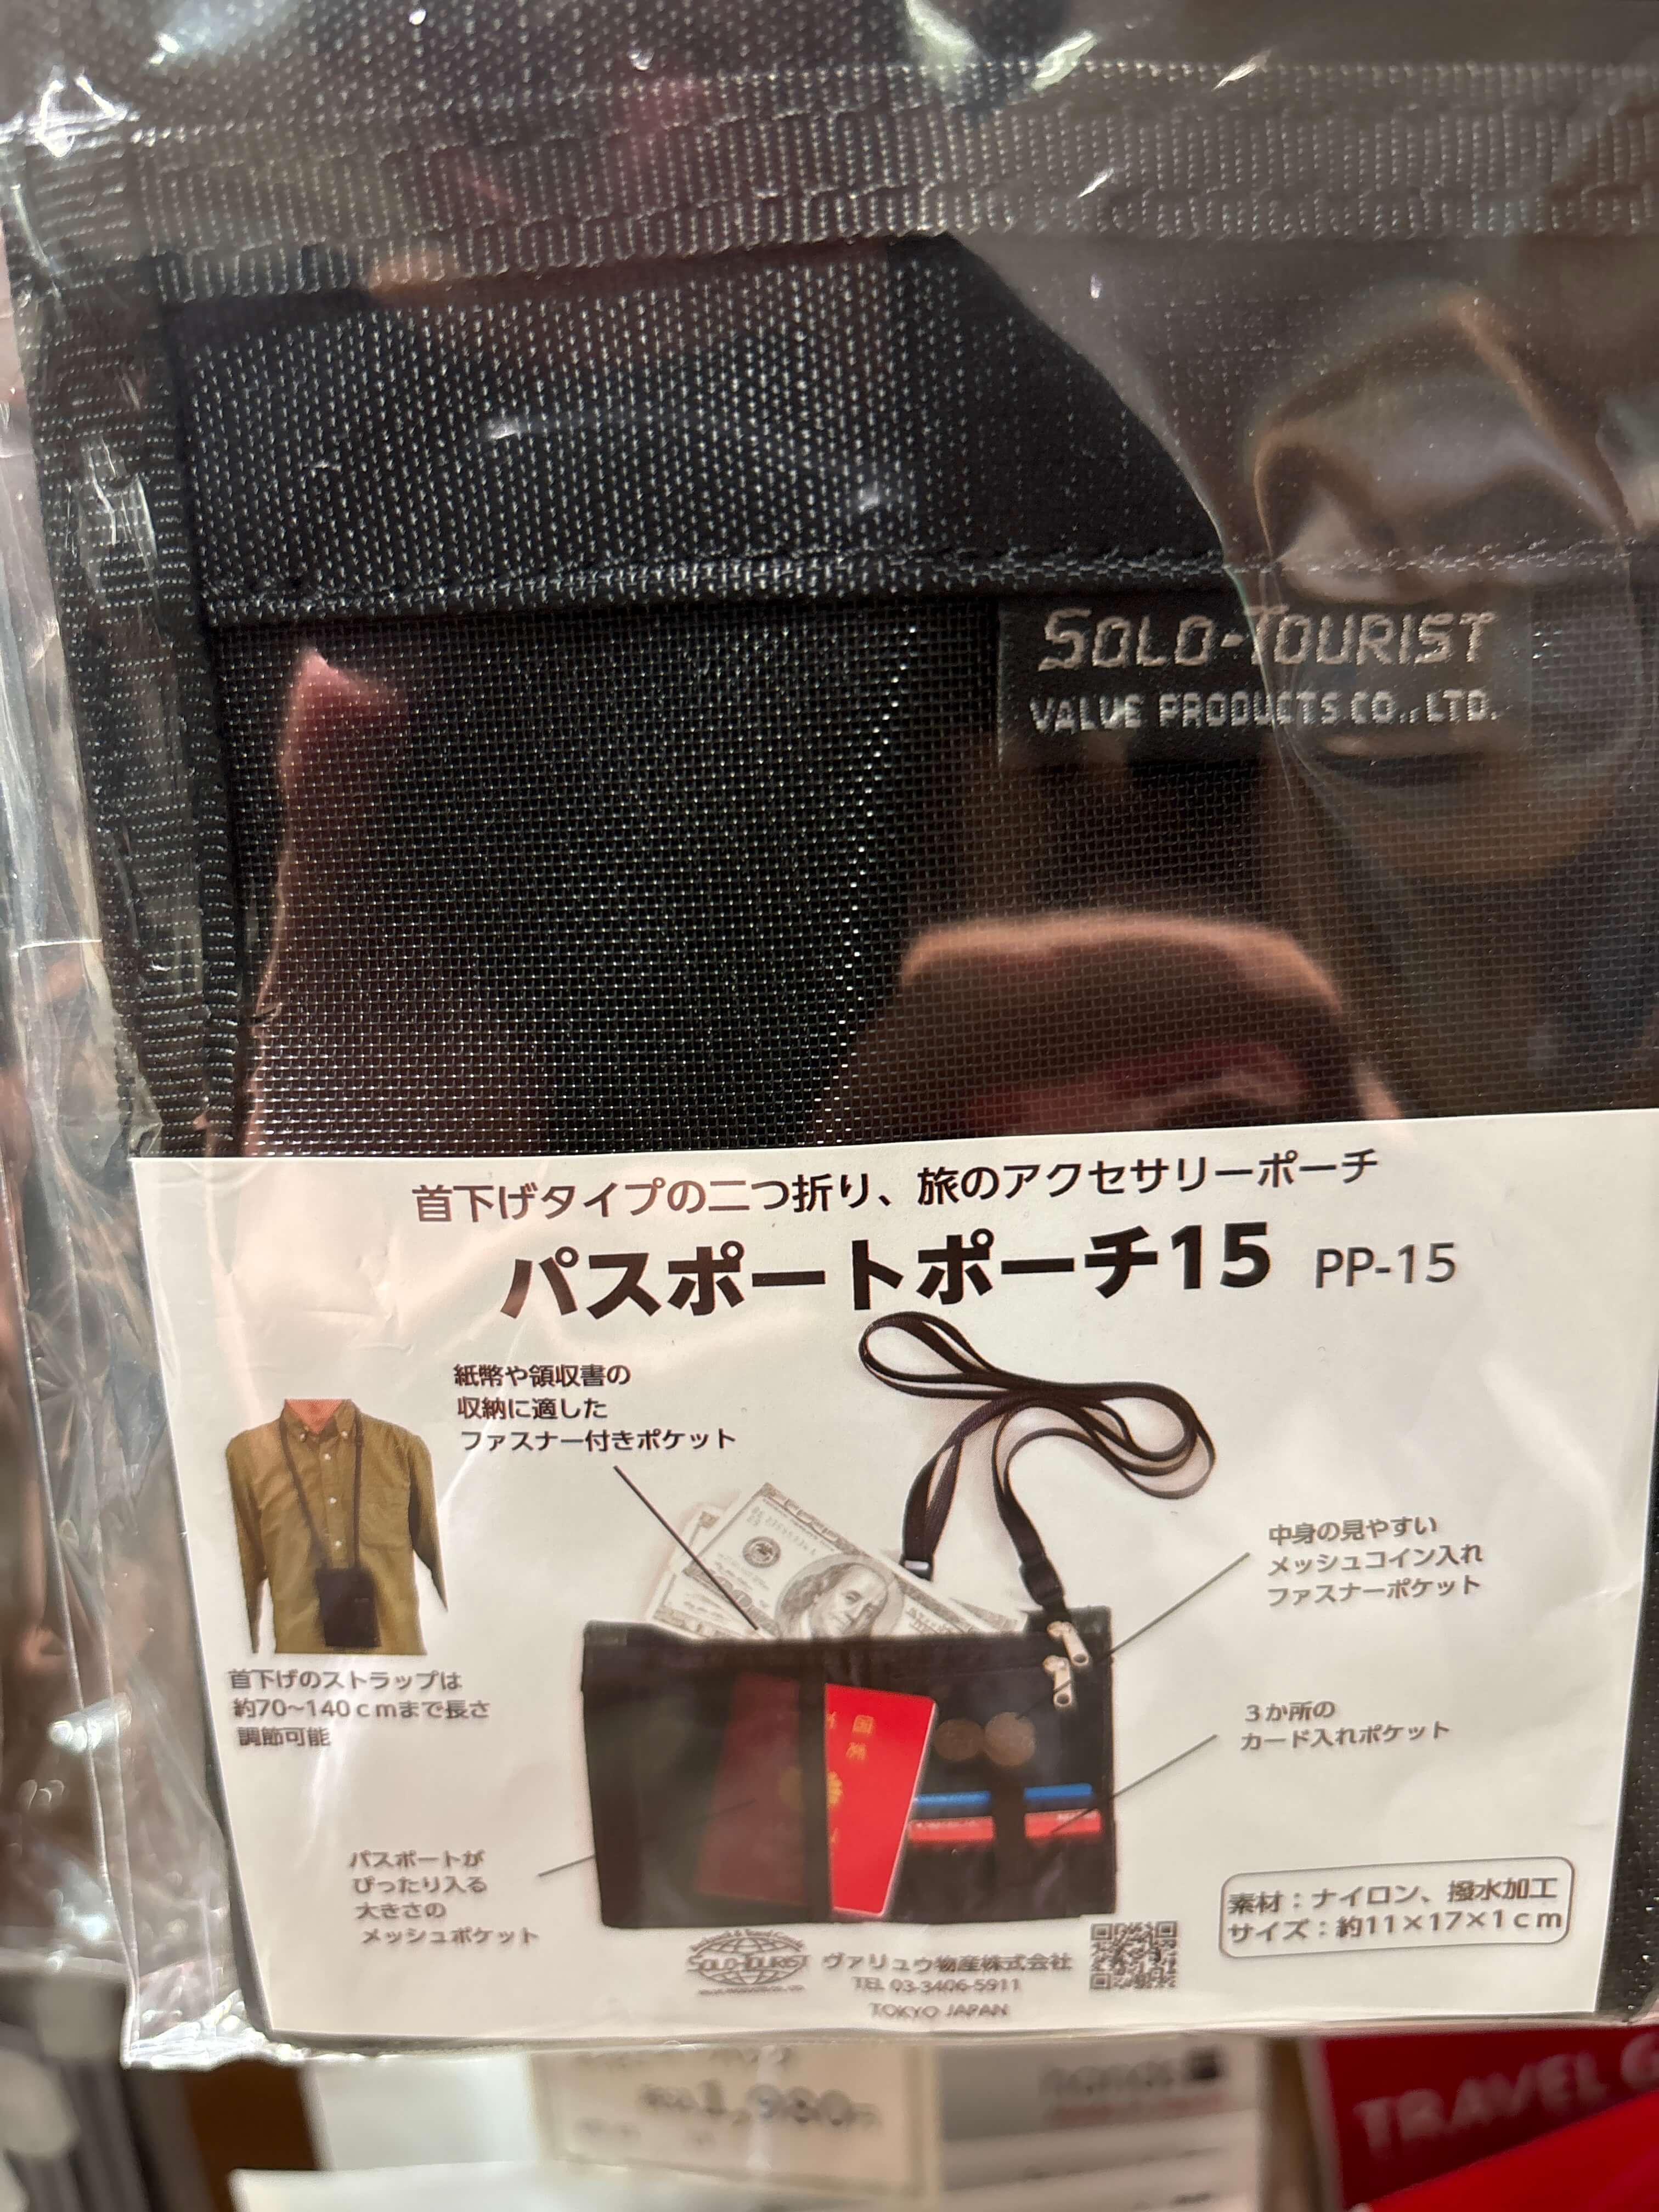 SOLO-TOURIST
VALUE PRODUCTS CO., LTD.
首下げタイプの二つ折り、旅のアクセサリーポーチ
パスポートポーチ15 PP-15
紙幣や領収書の
収納に適した
ファスナー付きポケット
中身の見やすい
メッシュコイン入れ
ファスナーポケット
首下げのストラップは
約70~140cmまで長さ
調節可能
3か所の
カード入れポケット
パスポートが
ぴったり入る
大きさの
メッシュポケット
素材：ナイロン、撥水加工
サイズ：約11×17×1cm
SOLO-TOURIST
ヴァリュウ物産株式会社
TEL 03-3406-5911
TOKYO JAPAN
1,980円
hands
TRAVEL